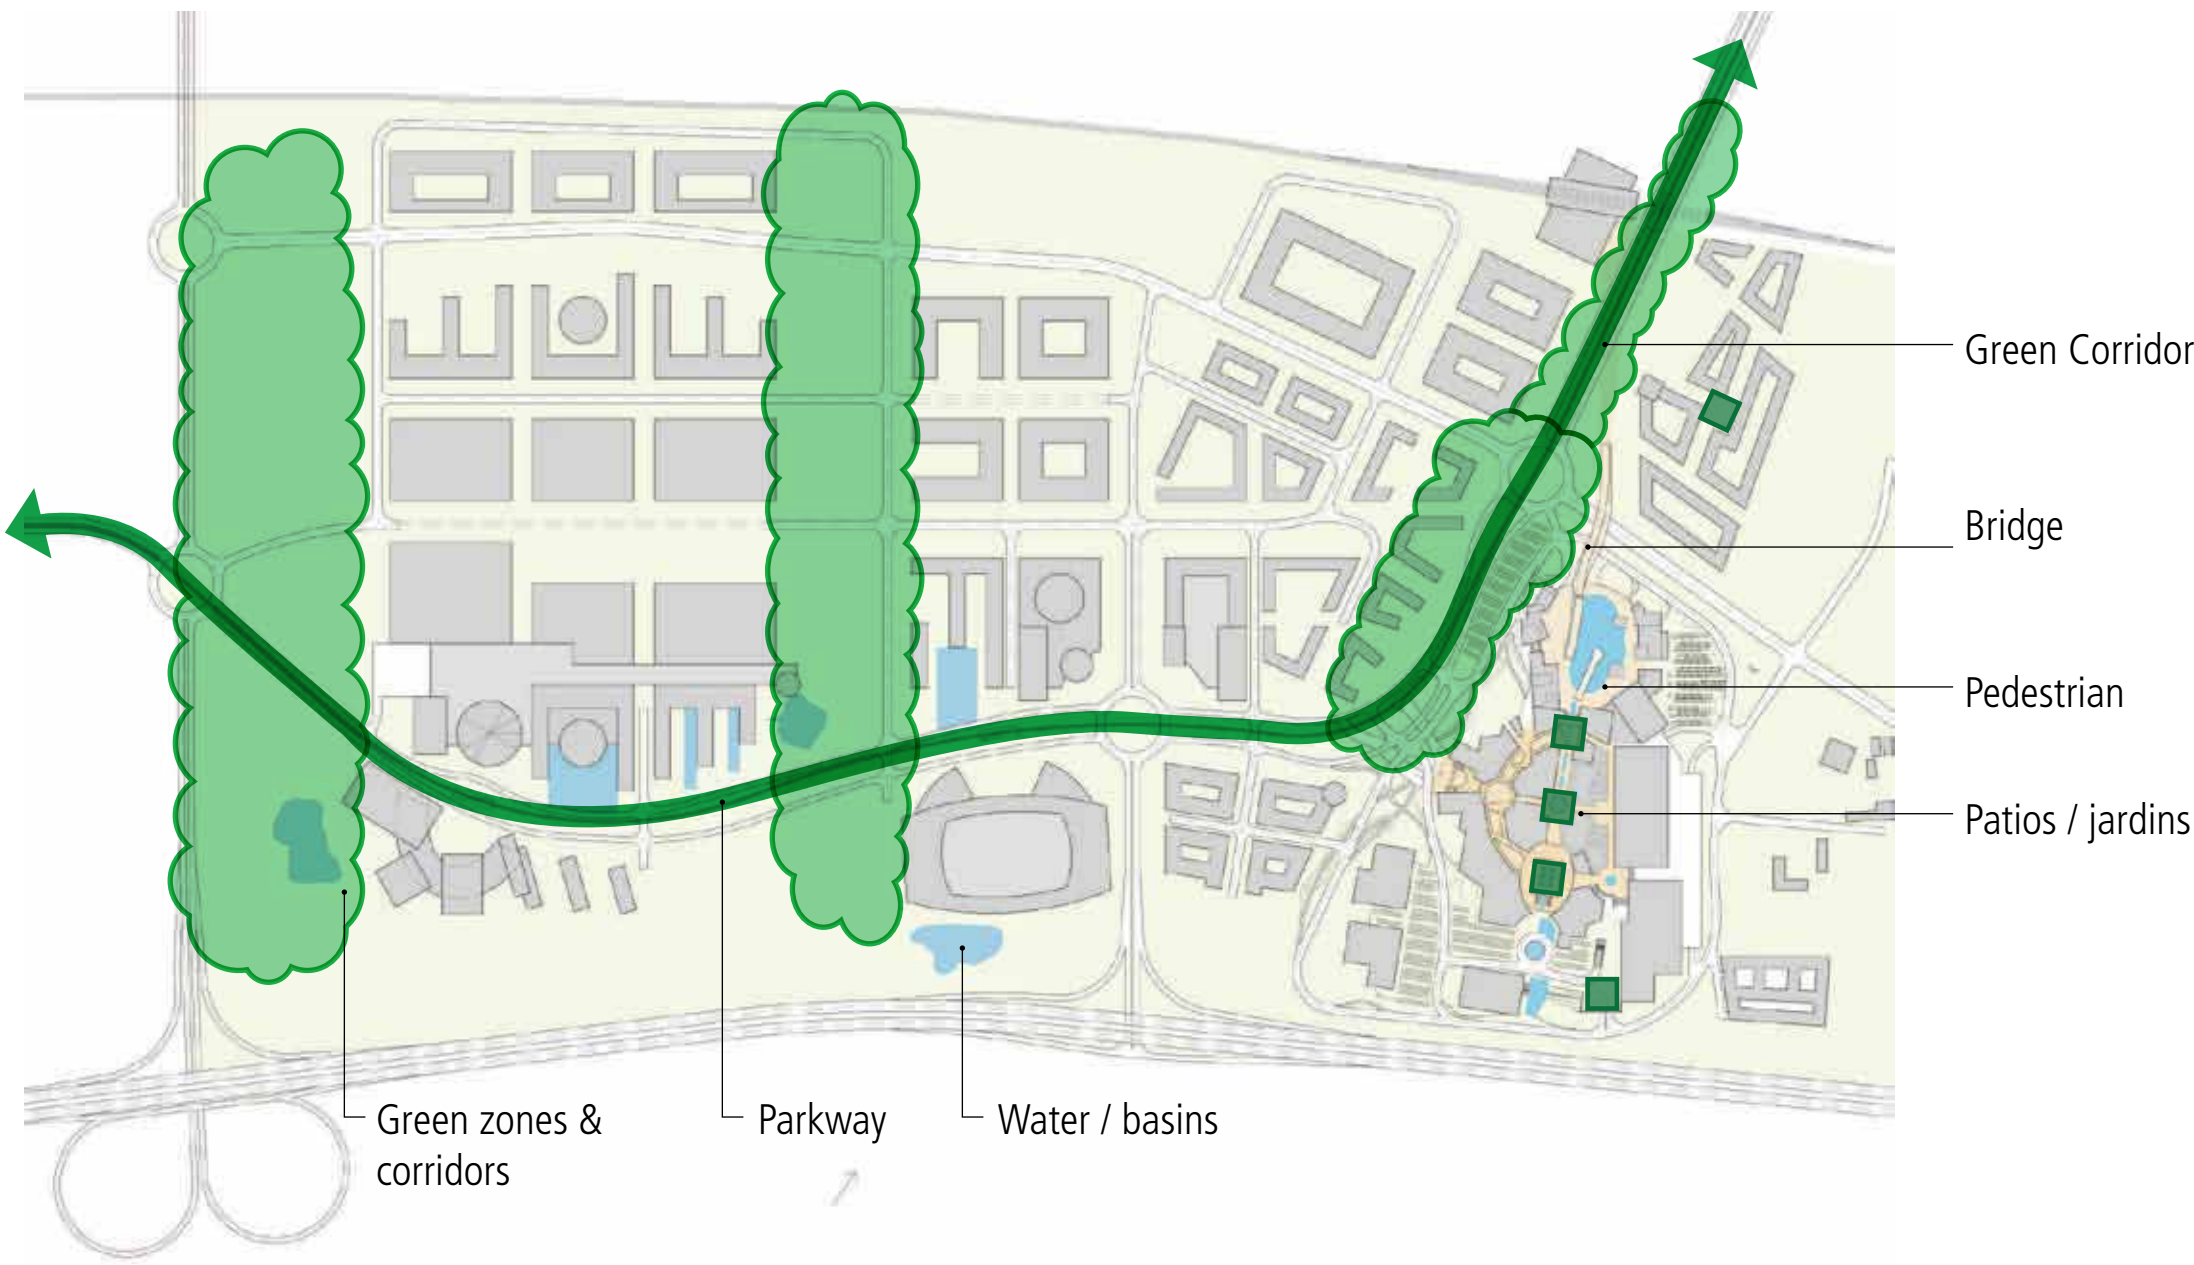 Green Corridor
Bridge
Pedestrian
Patios / jardins
Green zones &
corridors
Parkway
Water / basins